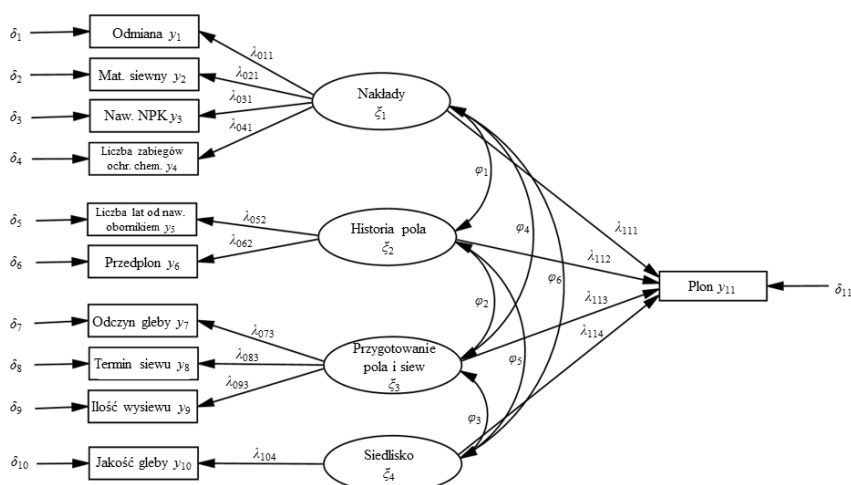 δ1
Odmiana y1
λ011
δ2
Mat. siewny y2
λ021
δ3
Naw. NPK y3
λ031
δ4
Liczba zabiegów
ochr. chem. y4
λ041
Nakłady
ξ1
δ5
Liczba lat od naw.
obornikiem y5
λ052
δ6
Przedplon y6
λ062
Historia pola
ξ2
δ7
Odczyn gleby y7
λ073
δ8
Termin siewu y8
λ083
δ9
Ilość wysiewu y9
λ093
Przygotowanie
pola i siew
ξ3
δ10
Jakość gleby y10
λ104
Siedlisko
ξ4
φ1
φ2
φ3
φ4
φ5
φ6
λ111
λ112
λ113
λ114
Plon y11
δ11